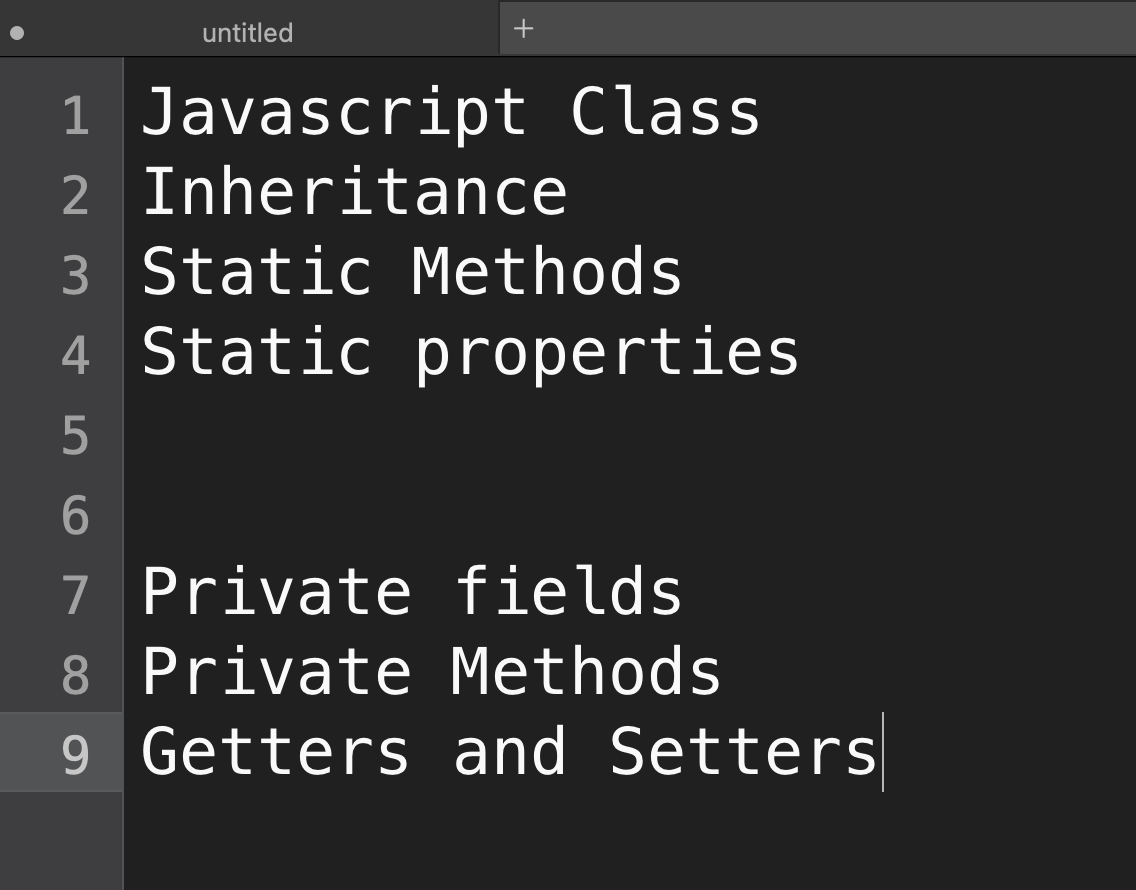 untitled +
1 Javascript Class
2 Inheritance
3 Static Methods
4 Static properties
5
6
7 Private fields
8 Private Methods
9 Getters and Setters